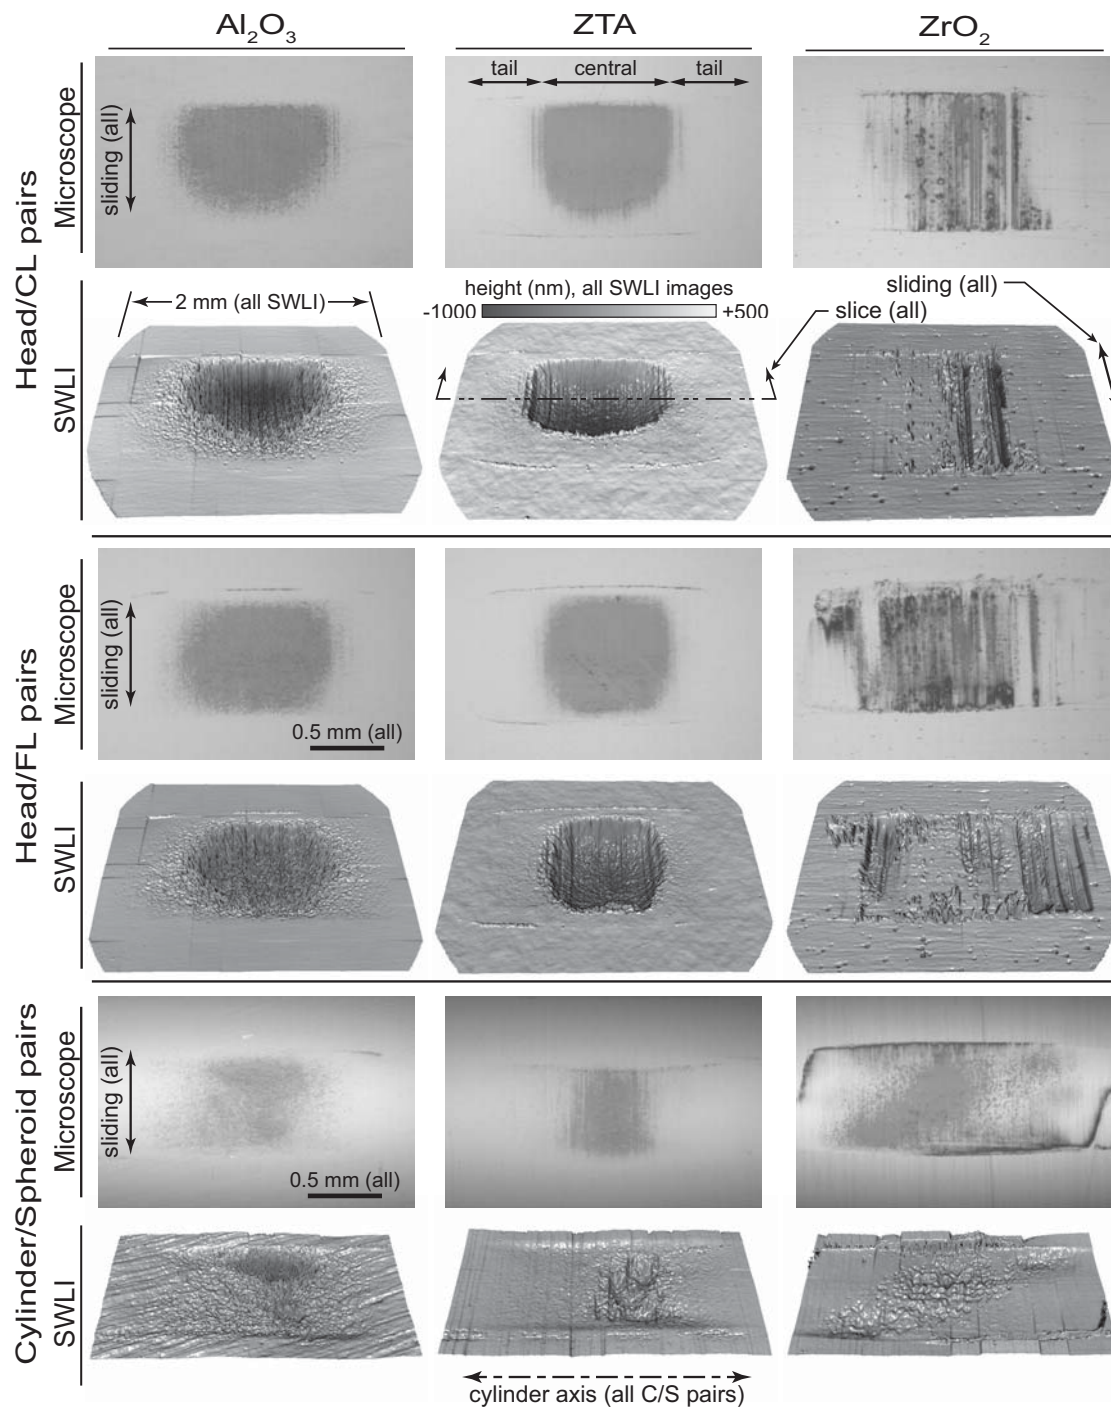 Al₂O₃
ZTA
ZrO₂
Head/CL pairs
Microscope
sliding (all)
tail
central
tail
SWLI
2 mm (all SWLI)
height (nm), all SWLI images
-1000
+500
sliding (all)
slice (all)
Head/FL pairs
Microscope
sliding (all)
0.5 mm (all)
SWLI
Cylinder/Spheroid pairs
Microscope
sliding (all)
0.5 mm (all)
SWLI
cylinder axis (all C/S pairs)